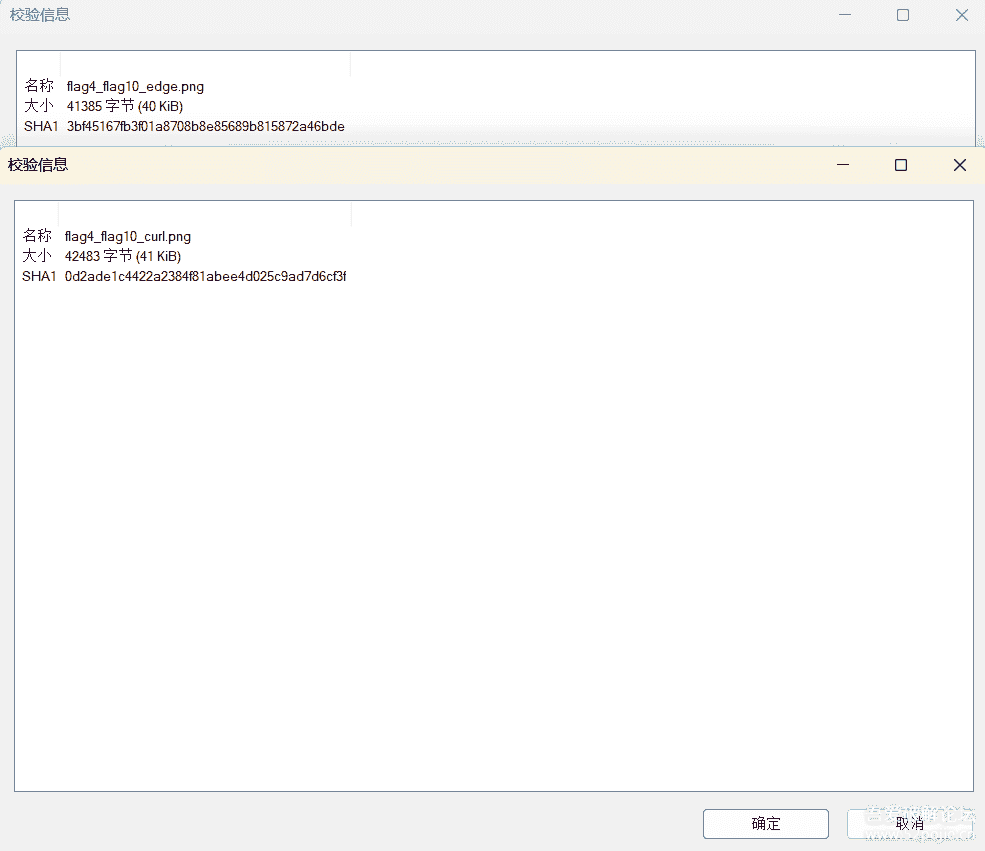 校验信息
名称 flag4_flag10_edge.png
大小 41385 字节 (40 KiB)
SHA1 3bf45167fb3f01a8708b8e85689b815872a46bde
校验信息
名称 flag4_flag10_curl.png
大小 42483 字节 (41 KiB)
SHA1 0d2ade1c4422a2384f81abee4d025c9ad7d6cf3f
确定 取消